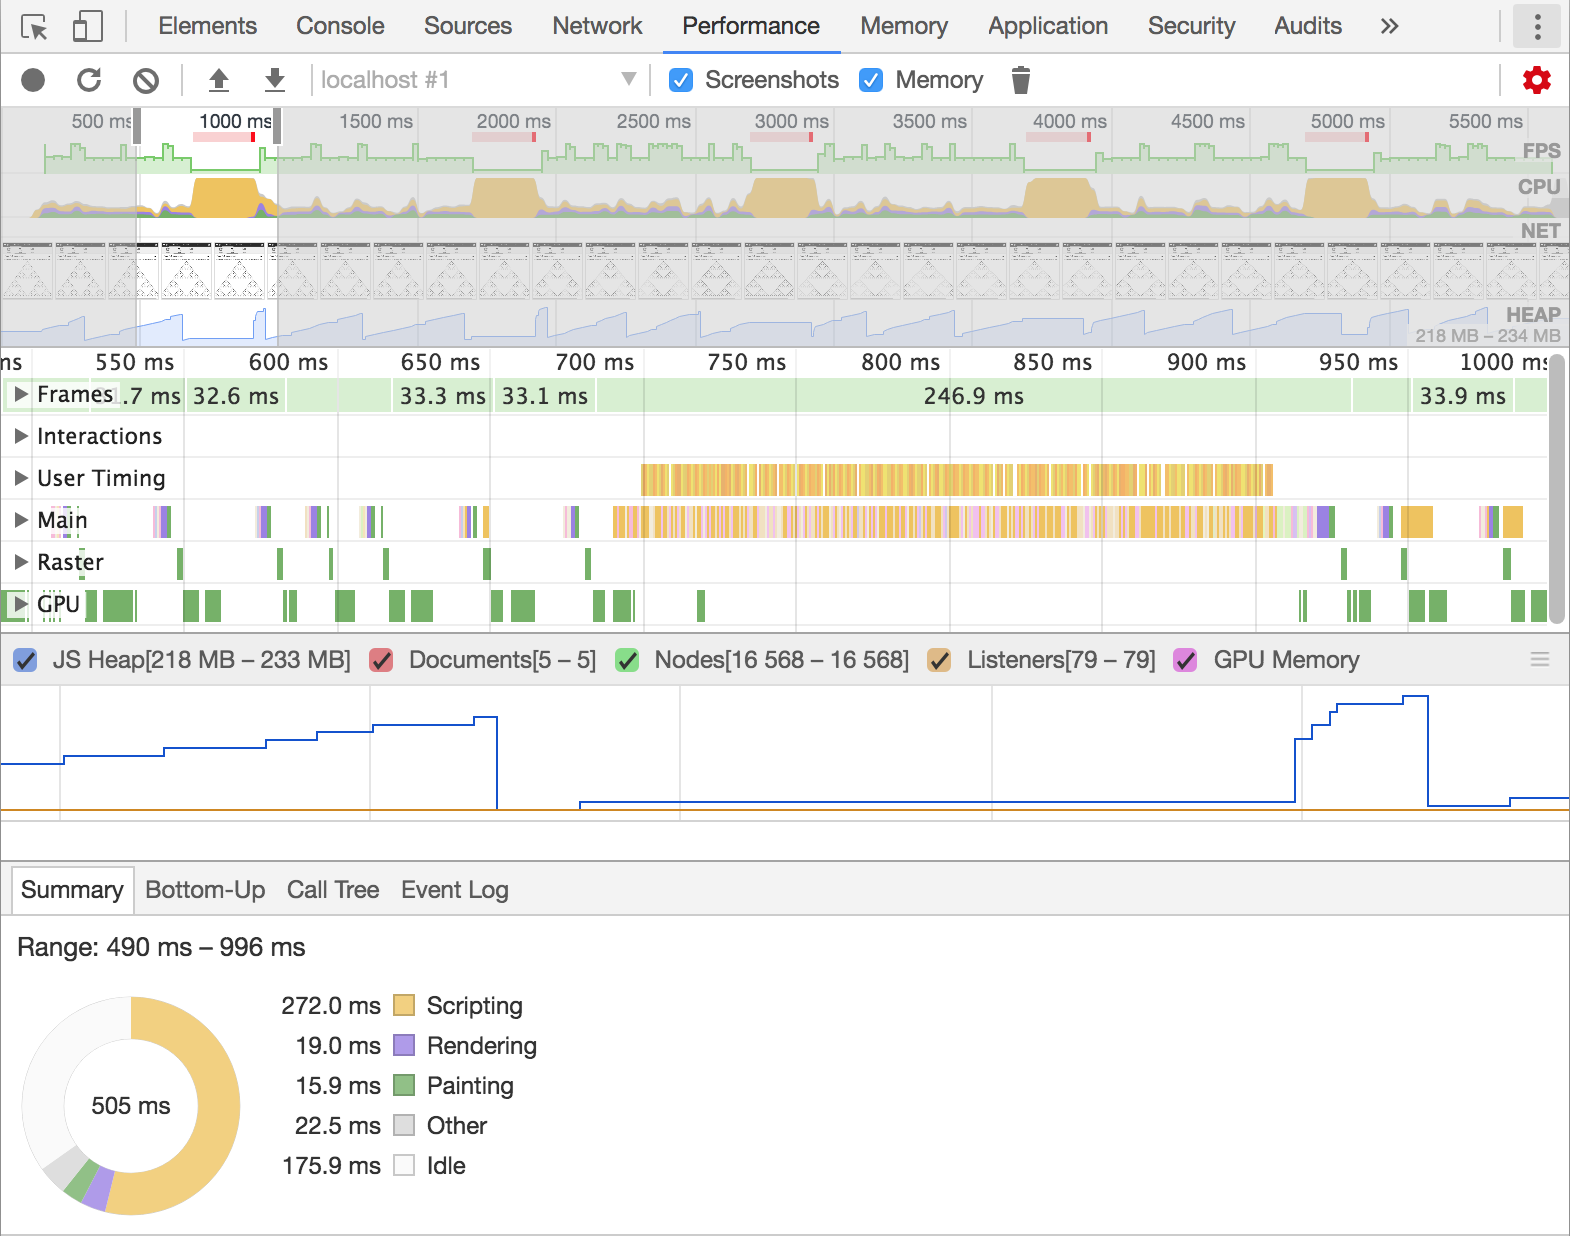 Elements Console Sources Network Performance Memory Application Security Audits »
localhost #1 Screenshots Memory
500 ms 1000 ms 1500 ms 2000 ms 2500 ms 3000 ms 3500 ms 4000 ms 4500 ms 5000 ms 5500 ms
FPS
CPU
NET
HEAP
218 MB – 234 MB
ms 550 ms 600 ms 650 ms 700 ms 750 ms 800 ms 850 ms 900 ms 950 ms 1000 ms
Frames .7 ms 32.6 ms 33.3 ms 33.1 ms 246.9 ms 33.9 ms
Interactions
User Timing
Main
Raster
GPU
JS Heap[218 MB – 233 MB] Documents[5 – 5] Nodes[16 568 – 16 568] Listeners[79 – 79] GPU Memory
Summary Bottom-Up Call Tree Event Log
Range: 490 ms – 996 ms
272.0 ms Scripting
19.0 ms Rendering
15.9 ms Painting
22.5 ms Other
175.9 ms Idle
505 ms